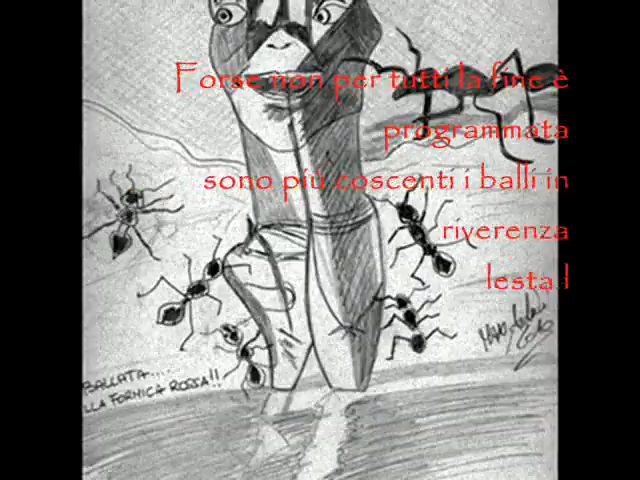 Forse non per tutti la fine è
programmata
sono più coscenti i balli in
riverenza
lesta l
BALLATA....
LLA FORMICA ROSSA!!